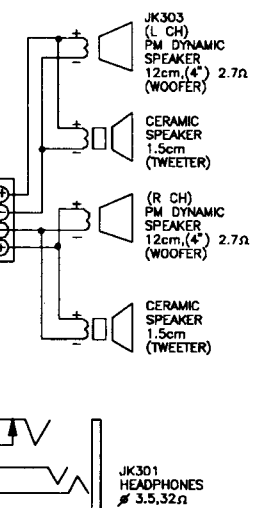 JK303
(L CH)
PM DYNAMIC
SPEAKER
12cm,(4") 2.7Ω
(WOOFER)
CERAMIC
SPEAKER
1.5cm
(TWEETER)
(R CH)
PM DYNAMIC
SPEAKER
12cm,(4") 2.7Ω
(WOOFER)
CERAMIC
SPEAKER
1.5cm
(TWEETER)
JK301
HEADPHONES
ø 3.5,32Ω